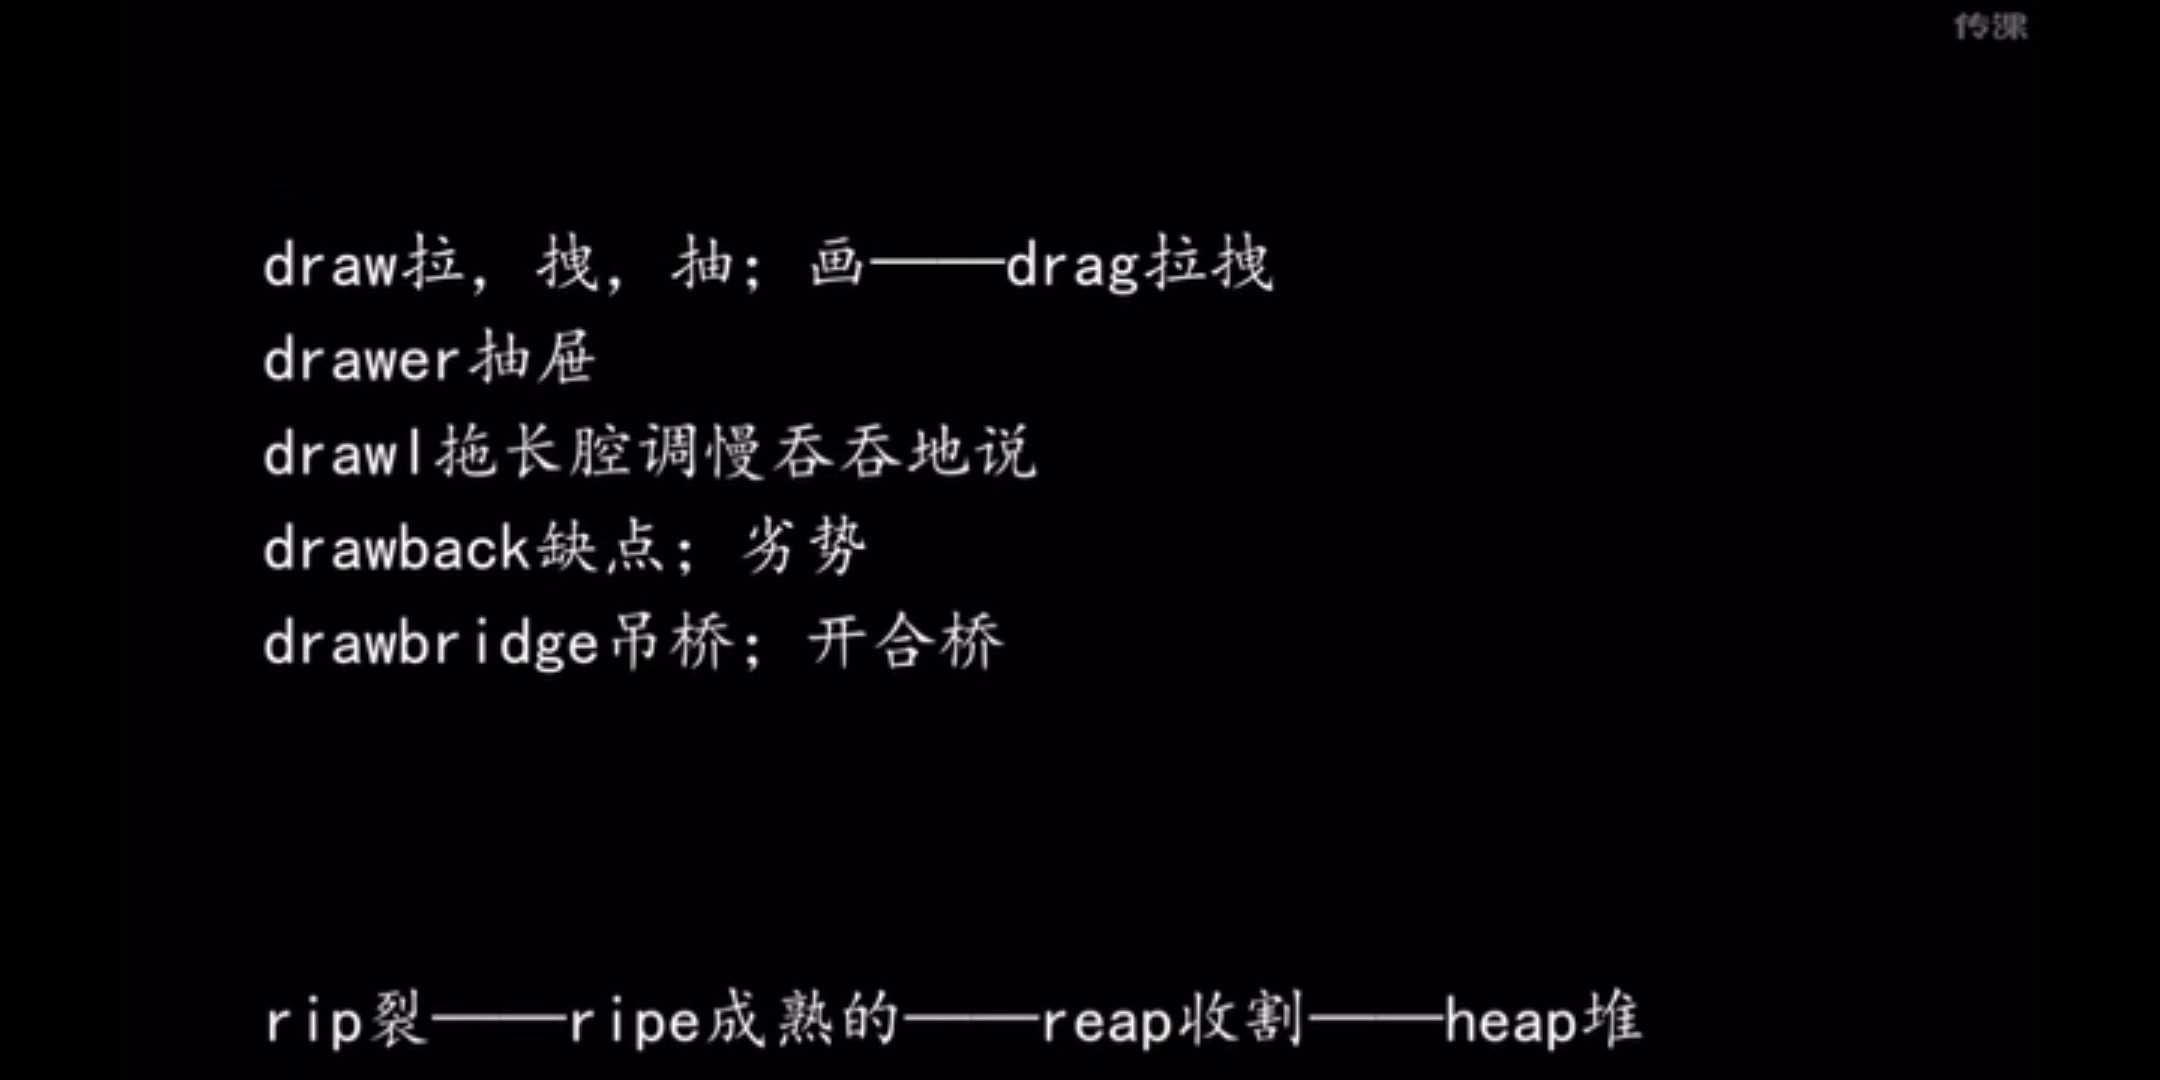 传课
draw拉，拽，抽；画——drag拉拽
drawer抽屉
drawl拖长腔调慢吞吞地说
drawback缺点；劣势
drawbridge吊桥；开合桥
rip裂——ripe成熟的——reap收割——heap堆